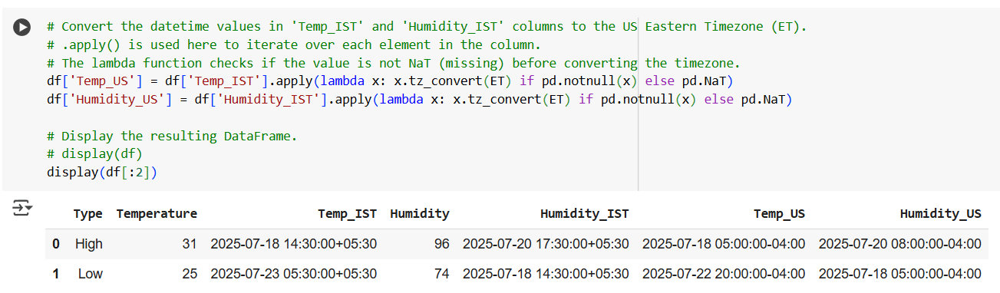 # Convert the datetime values in 'Temp_IST' and 'Humidity_IST' columns to the US Eastern Timezone (ET).
# .apply() is used here to iterate over each element in the column.
# The lambda function checks if the value is not NaT (missing) before converting the timezone.
df['Temp_US'] = df['Temp_IST'].apply(lambda x: x.tz_convert(ET) if pd.notnull(x) else pd.NaT)
df['Humidity_US'] = df['Humidity_IST'].apply(lambda x: x.tz_convert(ET) if pd.notnull(x) else pd.NaT)
# Display the resulting DataFrame.
# display(df)
display(df[:2])
Type Temperature Temp_IST Humidity Humidity_IST Temp_US Humidity_US
0 High 31 2025-07-18 14:30:00+05:30 96 2025-07-20 17:30:00+05:30 2025-07-18 05:00:00-04:00 2025-07-20 08:00:00-04:00
1 Low 25 2025-07-23 05:30:00+05:30 74 2025-07-18 14:30:00+05:30 2025-07-22 20:00:00-04:00 2025-07-18 05:00:00-04:00